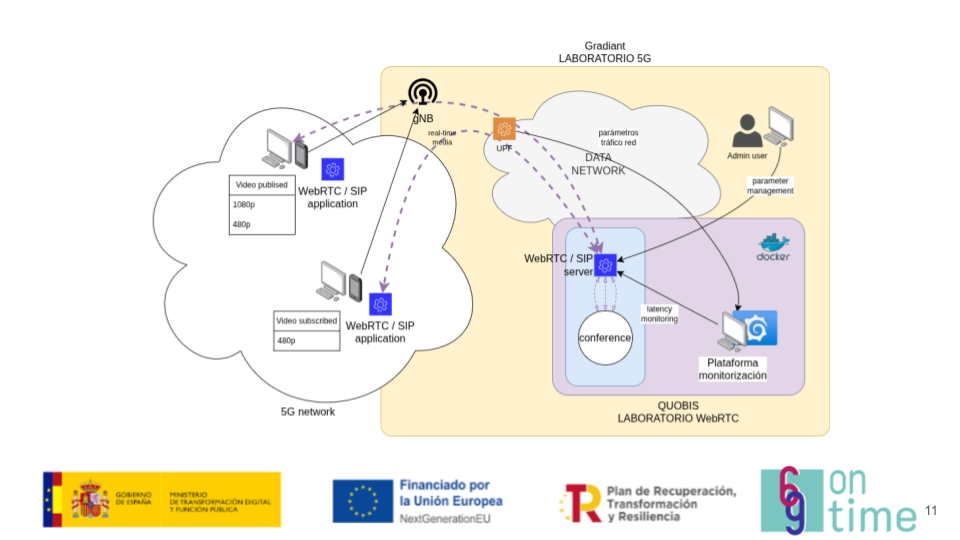 Gradiant
LABORATORIO 5G
gNB
real-time
media
UPF
parámetros
tráfico red
DATA
NETWORK
Admin user
parameter
management
Video publised
1080p
480p
WebRTC / SIP
application
docker
WebRTC / SIP
server
latency
monitoring
conference
Video subscribed
480p
WebRTC / SIP
application
Plataforma
monitorización
5G network
QUOBIS
LABORATORIO WebRTC
GOBIERNO
DE ESPAÑA
MINISTERIO
DE TRANSFORMACIÓN DIGITAL
Y FUNCIÓN PÚBLICA
Financiado por
la Unión Europea
NextGenerationEU
Plan de Recuperación,
Transformación
y Resiliencia
6G
on
time
11